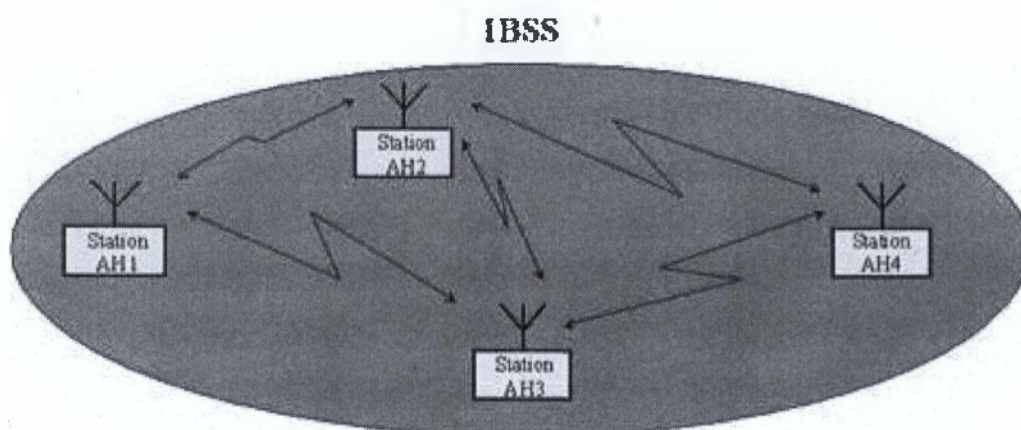 IBSS
Station
AH2
Station
AH1
Station
AH4
Station
AH3